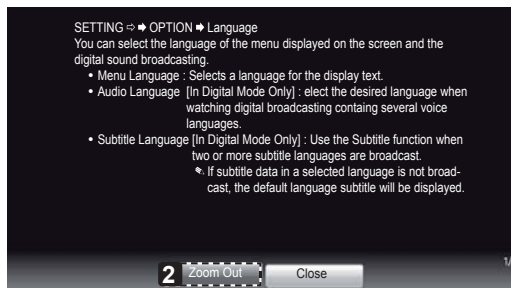 SETTING ⇨ ➡ OPTION ➡ Language
You can select the language of the menu displayed on the screen and the
digital sound broadcasting.
• Menu Language : Selects a language for the display text.
• Audio Language [In Digital Mode Only] : elect the desired language when
watching digital broadcasting containg several voice
languages.
• Subtitle Language [In Digital Mode Only] : Use the Subtitle function when
two or more subtitle languages are broadcast.
✎ If subtitle data in a selected language is not broad-
cast, the default language subtitle will be displayed.
1/
2 Zoom Out Close